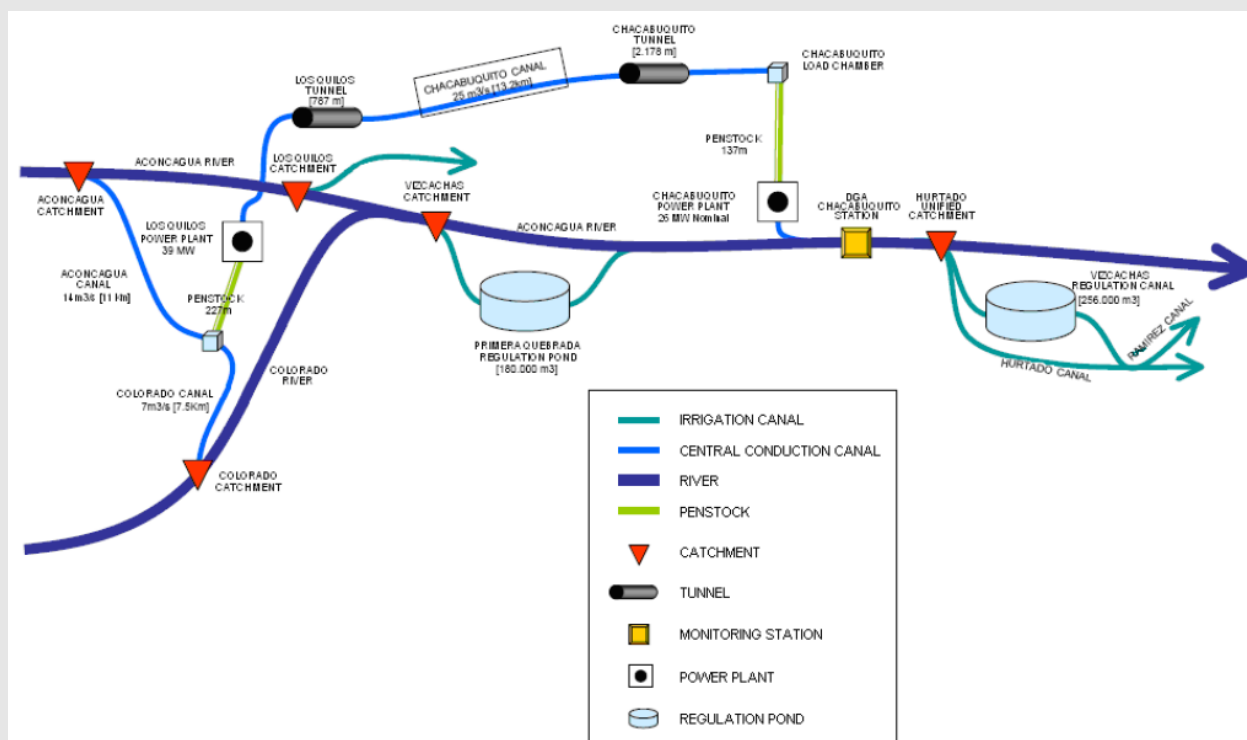 CHACABUQUITO
TUNNEL
[2.178 m]
CHACABUQUITO
LOAD CHAMBER
LOS QUILOS
TUNNEL
[787 m]
CHACABUQUITO CANAL
25 m3/s [13.2km]
PENSTOCK
137m
ACONCAGUA RIVER
LOS QUILOS
CATCHMENT
VIZCACHAS
CATCHMENT
ACONCAGUA
CATCHMENT
CHACABUQUITO
POWER PLANT
26 MW Nominal
DGA
CHACABUQUITO
STATION
HURTADO
UNIFIED
CATCHMENT
LOS QUILOS
POWER PLANT
39 MW
ACONCAGUA RIVER
ACONCAGUA
CANAL
14 m3/s [11 km]
PENSTOCK
227m
VIZCACHAS
REGULATION CANAL
[256.000 m3]
PRIMERA QUEBRADA
REGULATION POND
[180.000 m3]
RAMIREZ CANAL
HURTADO CANAL
COLORADO
RIVER
COLORADO CANAL
7m3/s [7.5Km]
COLORADO
CATCHMENT
IRRIGATION CANAL
CENTRAL CONDUCTION CANAL
RIVER
PENSTOCK
CATCHMENT
TUNNEL
MONITORING STATION
POWER PLANT
REGULATION POND